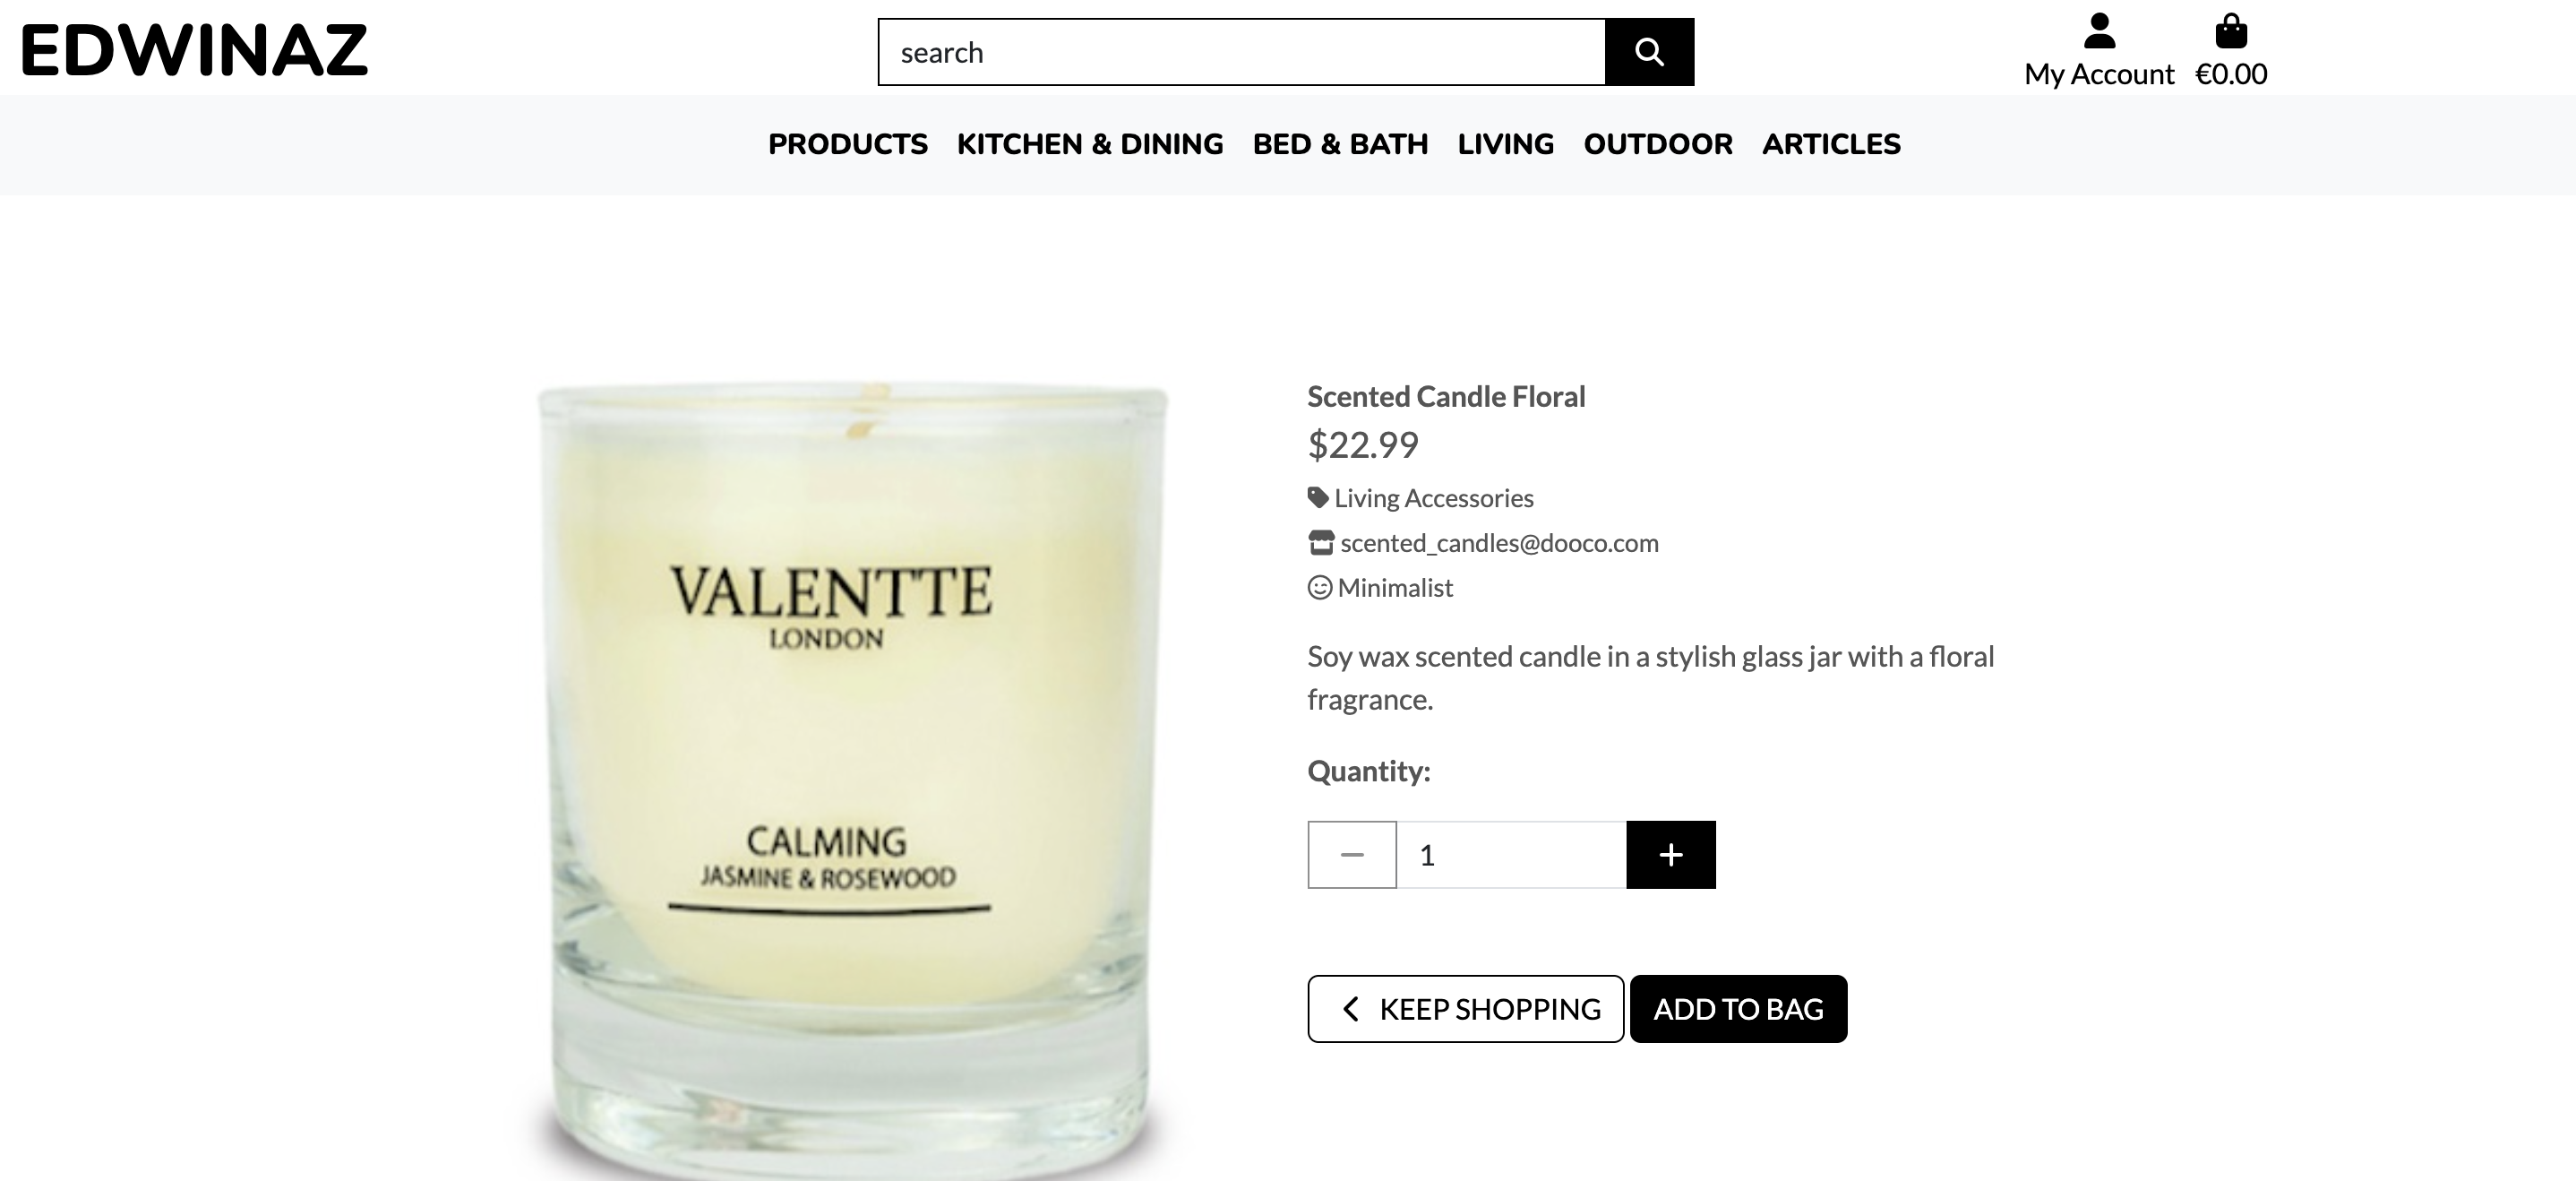 EDWINAZ
search
My Account
€0.00
PRODUCTS
KITCHEN & DINING
BED & BATH
LIVING
OUTDOOR
ARTICLES
VALENTTE
LONDON
CALMING
JASMINE & ROSEWOOD
Scented Candle Floral
$22.99
Living Accessories
scented_candles@dooco.com
Minimalist
Soy wax scented candle in a stylish glass jar with a floral
fragrance.
Quantity:
1
KEEP SHOPPING
ADD TO BAG